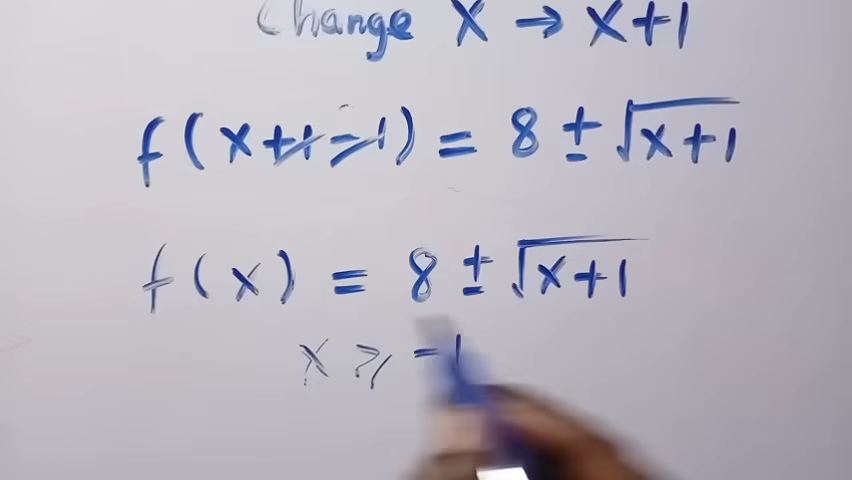 Change x → x+1
f(x+1-1) = 8 ± √x+1
f(x) = 8 ± √x+1
x ≥ -1